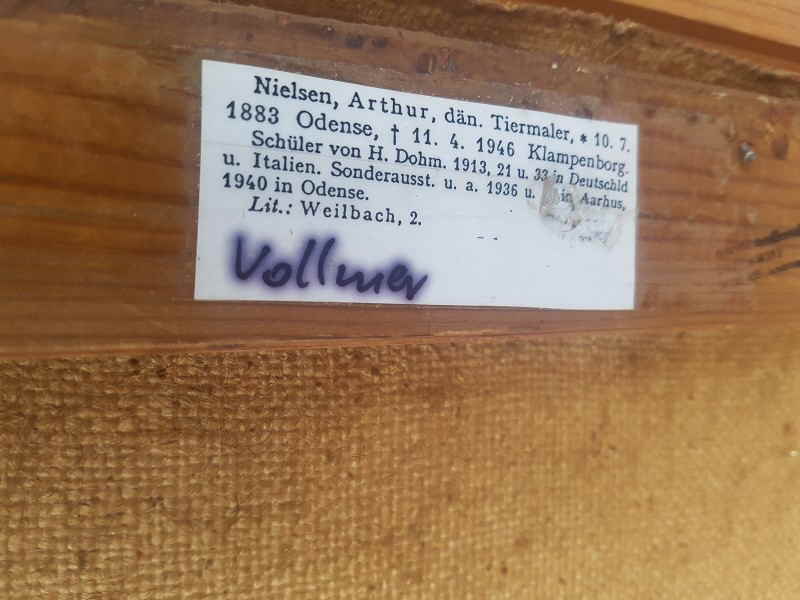 Nielsen, Arthur, dän. Tiermaler, * 10. 7.
1883 Odense, † 11. 4. 1946 Klampenborg.
Schüler von H. Dohm. 1913, 21 u. 33 in Deutschld
u. Italien. Sonderausst. u. a. 1936 u. in Aarhus,
1940 in Odense.
Lit.: Weilbach, 2.
Vollmer